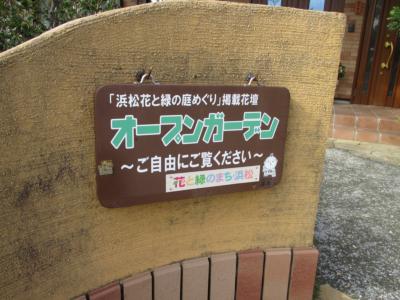 「浜松花と緑の庭めぐり」掲載花壇
オープンガーデン
～ご自由にご覧ください～
花と緑のまち・浜松